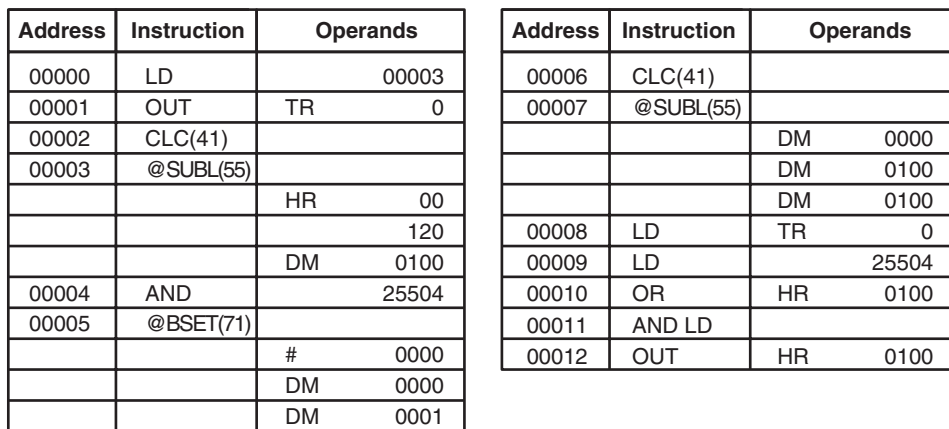 Address Instruction Operands
00000 LD 00003
00001 OUT TR 0
00002 CLC(41)
00003 @SUBL(55)
HR 00
120
DM 0100
00004 AND 25504
00005 @BSET(71)
# 0000
DM 0000
DM 0001
Address Instruction Operands
00006 CLC(41)
00007 @SUBL(55)
DM 0000
DM 0100
DM 0100
00008 LD TR 0
00009 LD 25504
00010 OR HR 0100
00011 AND LD
00012 OUT HR 0100